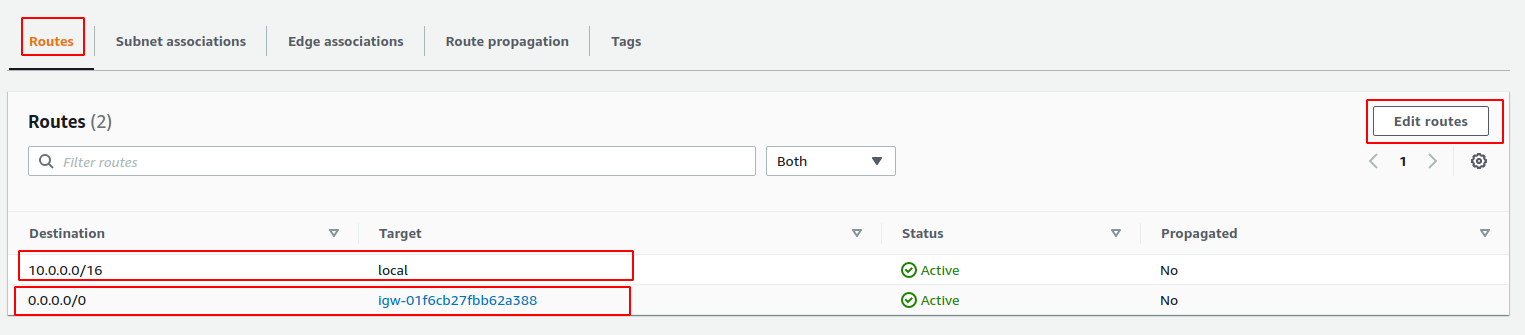 Routes Subnet associations Edge associations Route propagation Tags
Routes (2)
Edit routes
Filter routes
Both
1
Destination Target Status Propagated
10.0.0.0/16 local Active No
0.0.0.0/0 igw-01f6cb27fbb62a388 Active No